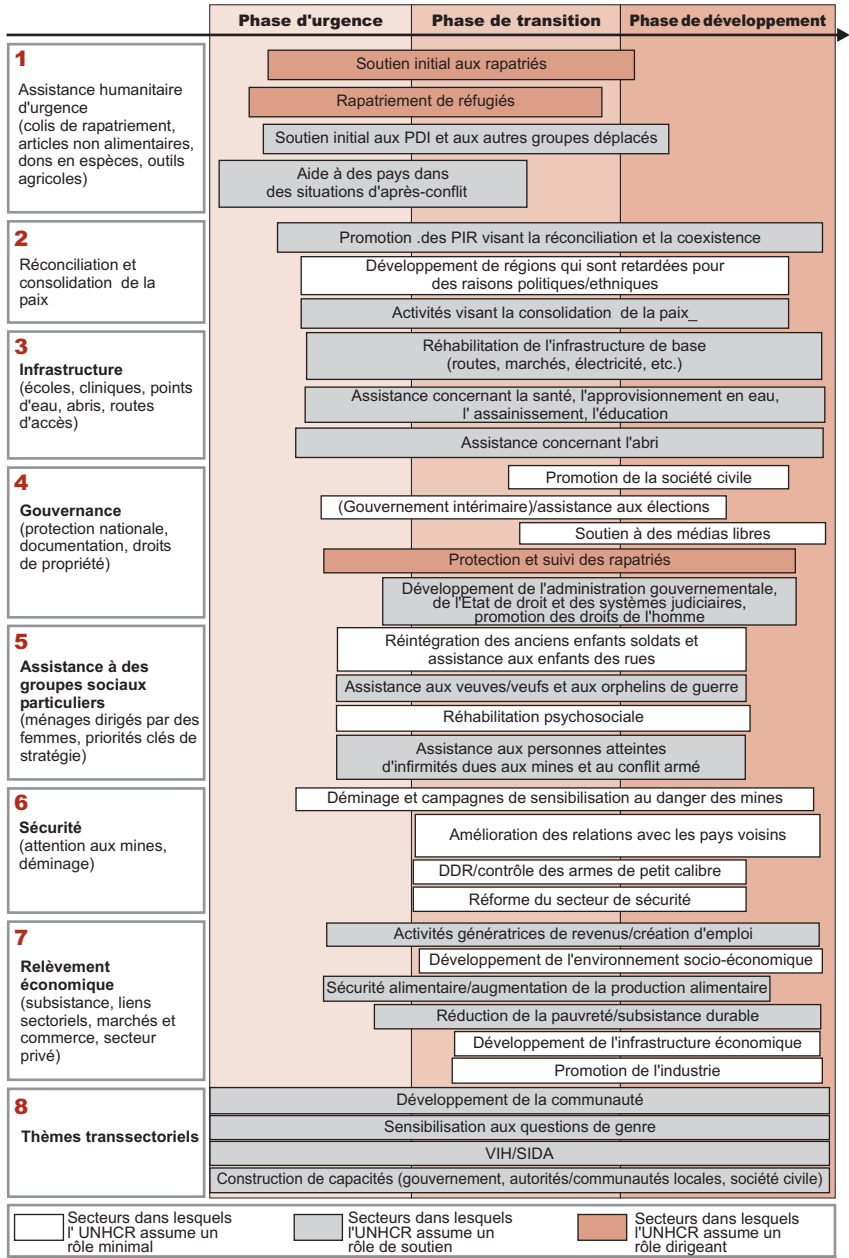 Phase d'urgence
Phase de transition
Phase de développement
1
Assistance humanitaire
d'urgence
(colis de rapatriement,
articles non alimentaires,
dons en espèces, outils
agricoles)
Soutien initial aux rapatriés
Rapatriement de réfugiés
Soutien initial aux PDI et aux autres groupes déplacés
Aide à des pays dans
des situations d'après-conflit
2
Réconciliation et
consolidation de la
paix
Promotion .des PIR visant la réconciliation et la coexistence
Développement de régions qui sont retardées pour
des raisons politiques/ethniques
Activités visant la consolidation de la paix_
3
Infrastructure
(écoles, cliniques, points
d'eau, abris, routes
d'accès)
Réhabilitation de l'infrastructure de base
(routes, marchés, électricité, etc.)
Assistance concernant la santé, l'approvisionnement en eau,
l' assainissement, l'éducation
Assistance concernant l'abri
4
Gouvernance
(protection nationale,
documentation, droits
de propriété)
Promotion de la société civile
(Gouvernement intérimaire)/assistance aux élections
Soutien à des médias libres
Protection et suivi des rapatriés
Développement de l'administration gouvernementale,
de l'Etat de droit et des systèmes judiciaires,
promotion des droits de l'homme
5
Assistance à des
groupes sociaux
particuliers
(ménages dirigés par des
femmes, priorités clés de
stratégie)
Réintégration des anciens enfants soldats et
assistance aux enfants des rues
Assistance aux veuves/veufs et aux orphelins de guerre
Réhabilitation psychosociale
Assistance aux personnes atteintes
d'infirmités dues aux mines et au conflit armé
6
Sécurité
(attention aux mines,
déminage)
Déminage et campagnes de sensibilisation au danger des mines
Amélioration des relations avec les pays voisins
DDR/contrôle des armes de petit calibre
Réforme du secteur de sécurité
7
Relèvement
économique
(subsistance, liens
sectoriels, marchés et
commerce, secteur
privé)
Activités génératrices de revenus/création d'emploi
Développement de l'environnement socio-économique
Sécurité alimentaire/augmentation de la production alimentaire
Réduction de la pauvreté/subsistance durable
Développement de l'infrastructure économique
Promotion de l'industrie
8
Thèmes transsectoriels
Développement de la communauté
Sensibilisation aux questions de genre
VIH/SIDA
Construction de capacités (gouvernement, autorités/communautés locales, société civile)
Secteurs dans lesquels
l' UNHCR assume un
rôle minimal
Secteurs dans lesquels
l'UNHCR assume un
rôle de soutien
Secteurs dans lesquels
l'UNHCR assume un
rôle dirigeant